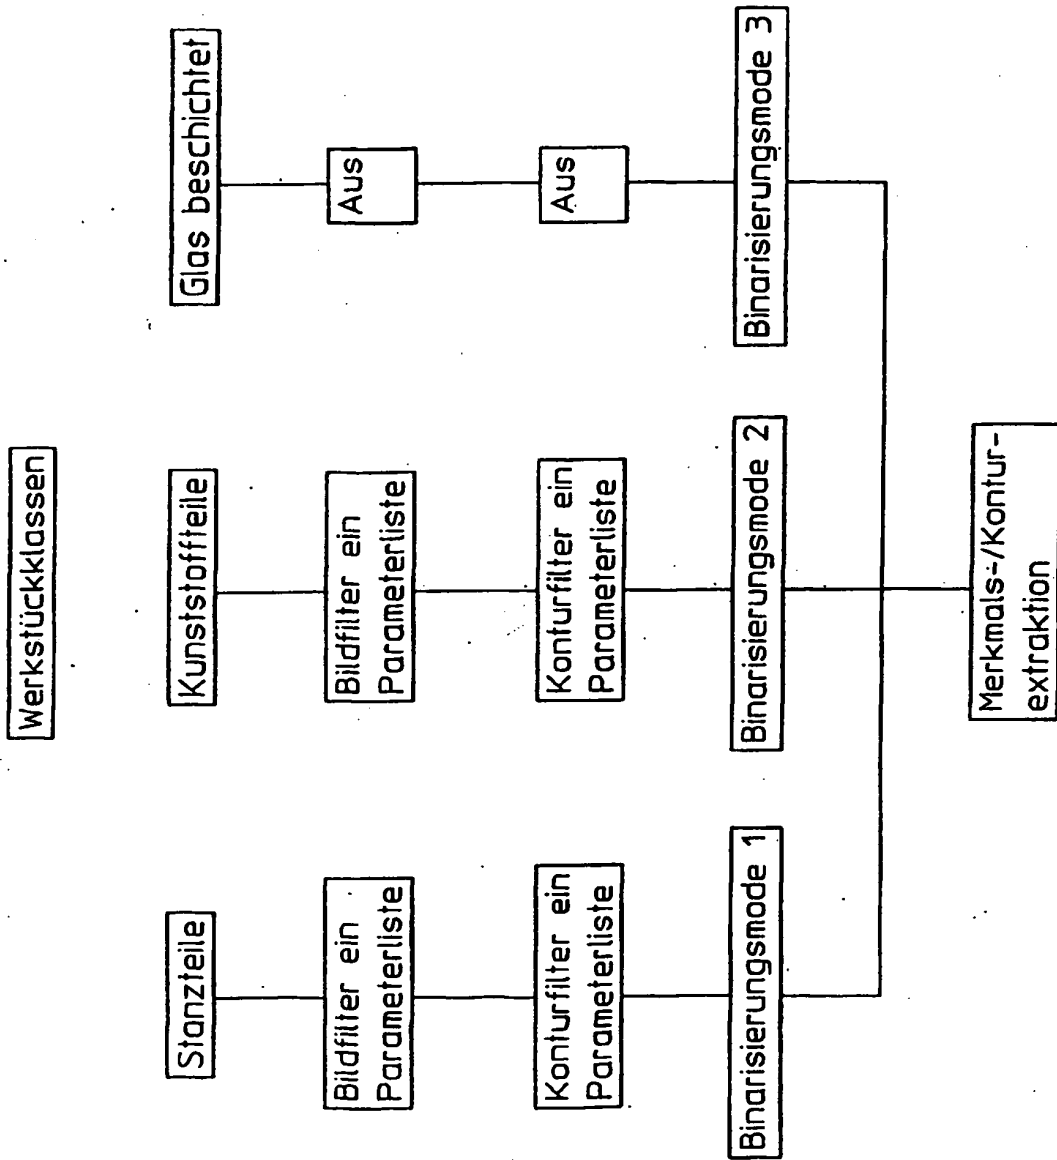 Werkstückklassen
Stanzteile
Kunststoffteile
Glas beschichtet
Bildfilter ein
Parameterliste
Bildfilter ein
Parameterliste
Aus
Konturfilter ein
Parameterliste
Konturfilter ein
Parameterliste
Aus
Binarisierungsmode 1
Binarisierungsmode 2
Binarisierungsmode 3
Merkmals-/Kontur-
extraktion